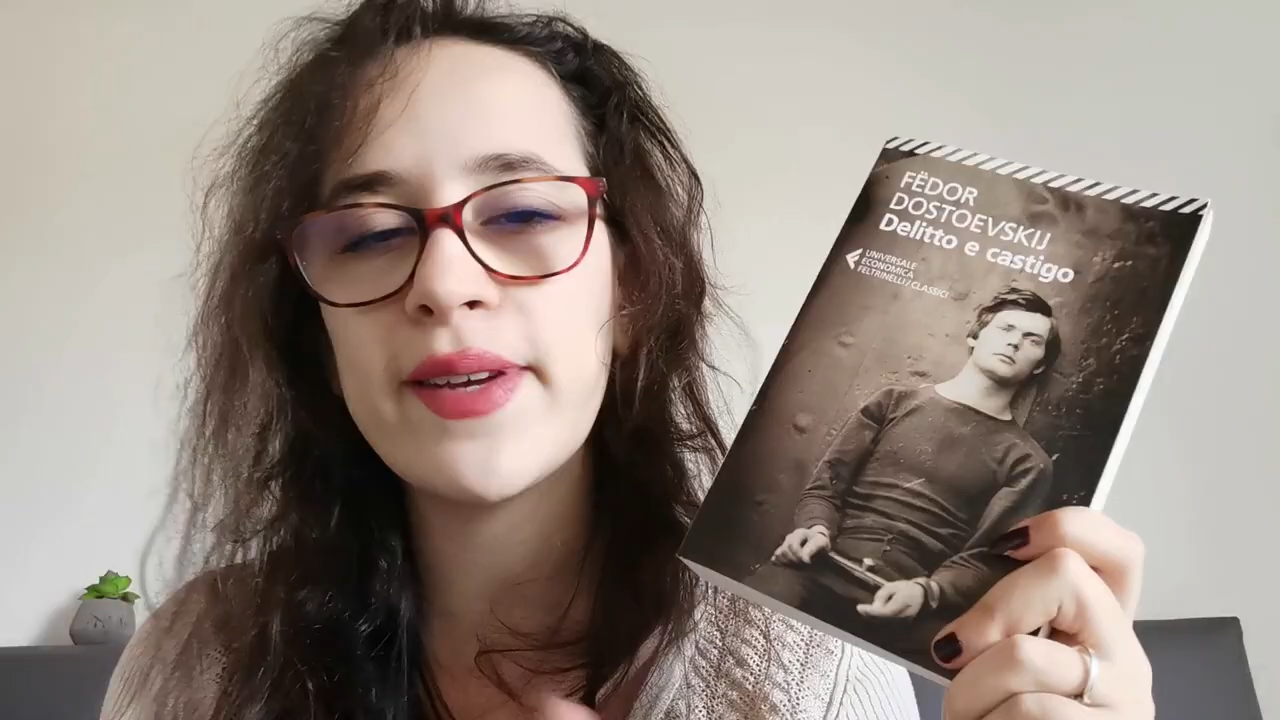 FËDOR
DOSTOEVSKIJ
Delitto e castigo
UNIVERSALE
ECONOMICA
FELTRINELLI/CLASSICI